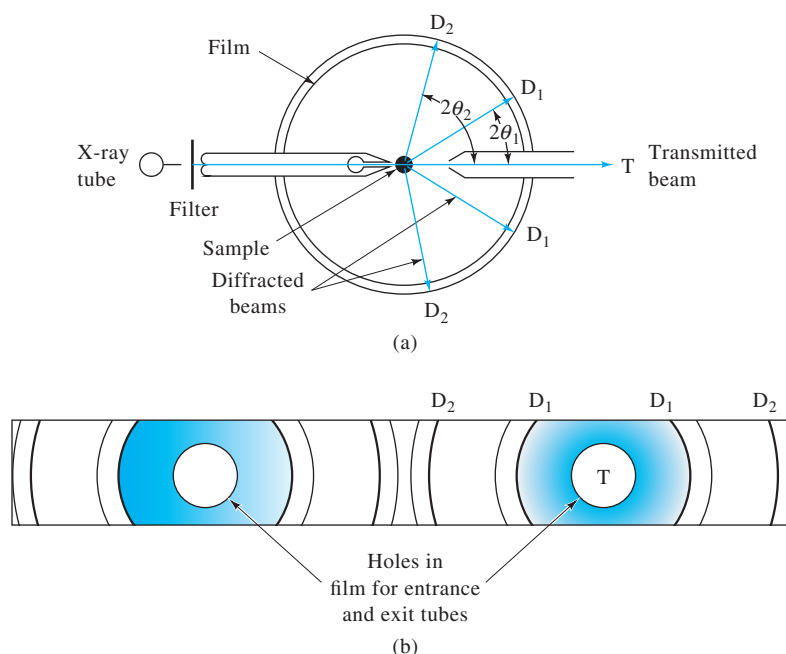 D₂
Film
D₁
2θ₂
2θ₁
X-ray
tube
T
Transmitted
beam
Filter
Sample
D₁
Diffracted
beams
D₂
(a)
D₂ D₁ D₁ D₂
T
Holes in
film for entrance
and exit tubes
(b)